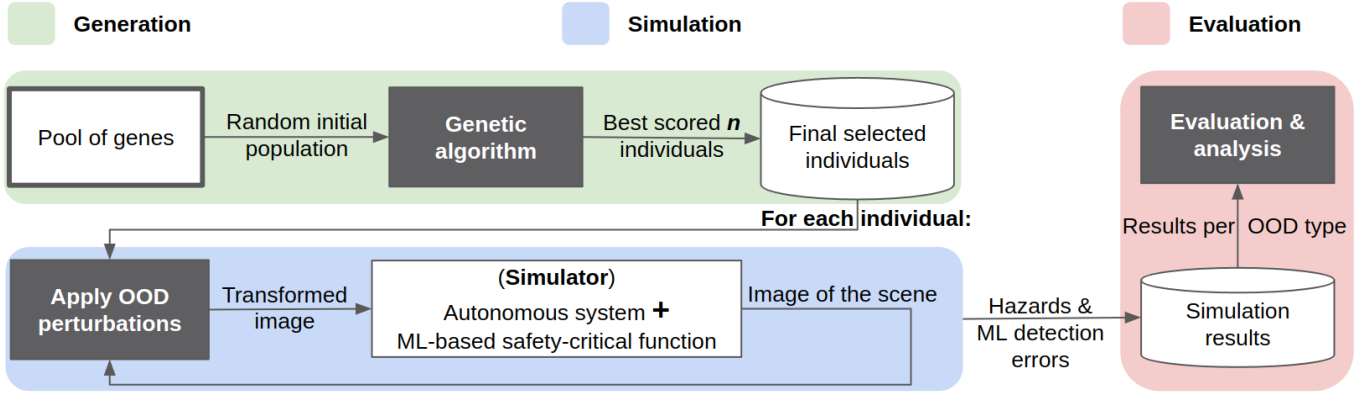 Generation
Simulation
Evaluation
Pool of genes
Random initial
population
Genetic
algorithm
Best scored n
individuals
Final selected
individuals
Evaluation &
analysis
For each individual:
Results per OOD type
Apply OOD
perturbations
Transformed
image
(Simulator)
Autonomous system +
ML-based safety-critical function
Image of the scene
Hazards &
ML detection
errors
Simulation
results